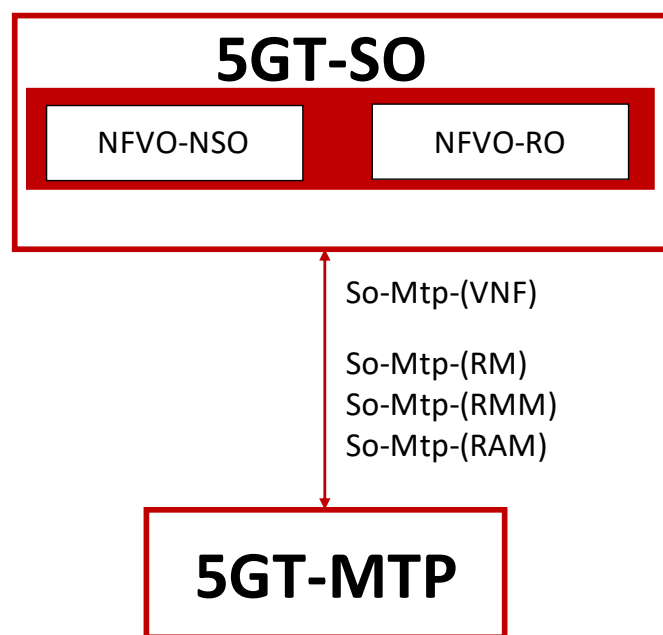 5GT-SO
NFVO-NSO
NFVO-RO
So-Mtp-(VNF)
So-Mtp-(RM)
So-Mtp-(RMM)
So-Mtp-(RAM)
5GT-MTP